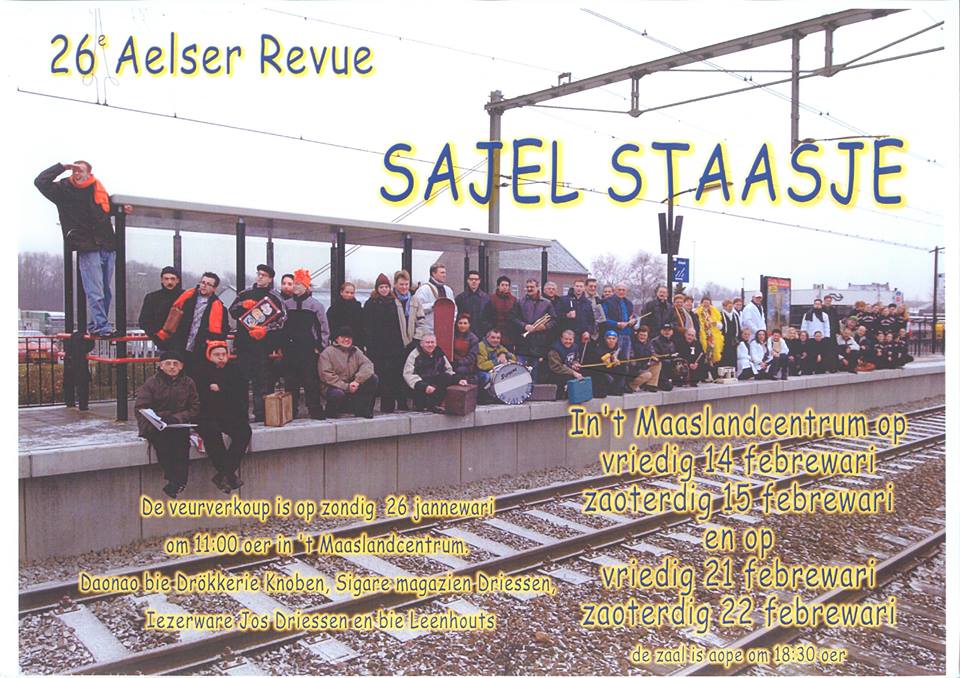 26e Aelser Revue
SAJEL STAASJE
In't Maaslandcentrum op
vriedig 14 febrewari
zaoterdig 15 febrewari
en op
vriedig 21 febrewari
zaoterdig 22 febrewari
de zaal is aope om 18:30 oer
De veurverkoup is op zondig 26 jannewari
om 11:00 oer in 't Maaslandcentrum.
Daonao bie Drökkerie Knoben, Sigare magazien Driessen,
Iezerware Jos Driessen en bie Leenhouts